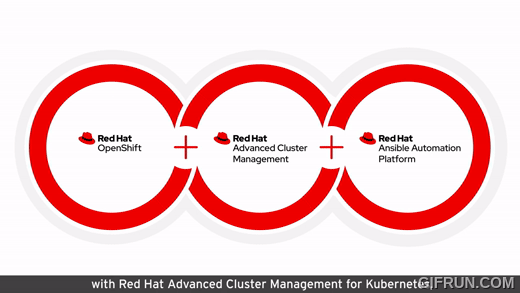 Red Hat
OpenShift
+
Red Hat
Advanced Cluster
Management
+
Red Hat
Ansible Automation
Platform
with Red Hat Advanced Cluster Management for Kubernetes,
GIFRUN.COM